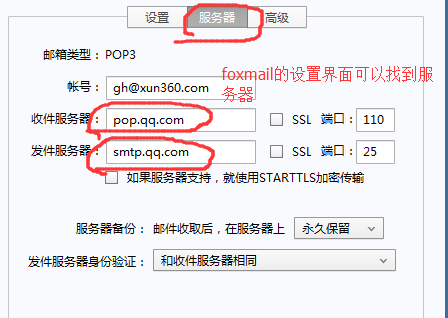 设置 服务器 高级
邮箱类型：POP3
帐号： gh@xun360.com
foxmail的设置界面可以找到服
务器
收件服务器： pop.qq.com SSL 端口： 110
发件服务器： smtp.qq.com SSL 端口： 25
如果服务器支持，就使用STARTTLS加密传输
服务器备份： 邮件收取后，在服务器上 永久保留
发件服务器身份验证： 和收件服务器相同